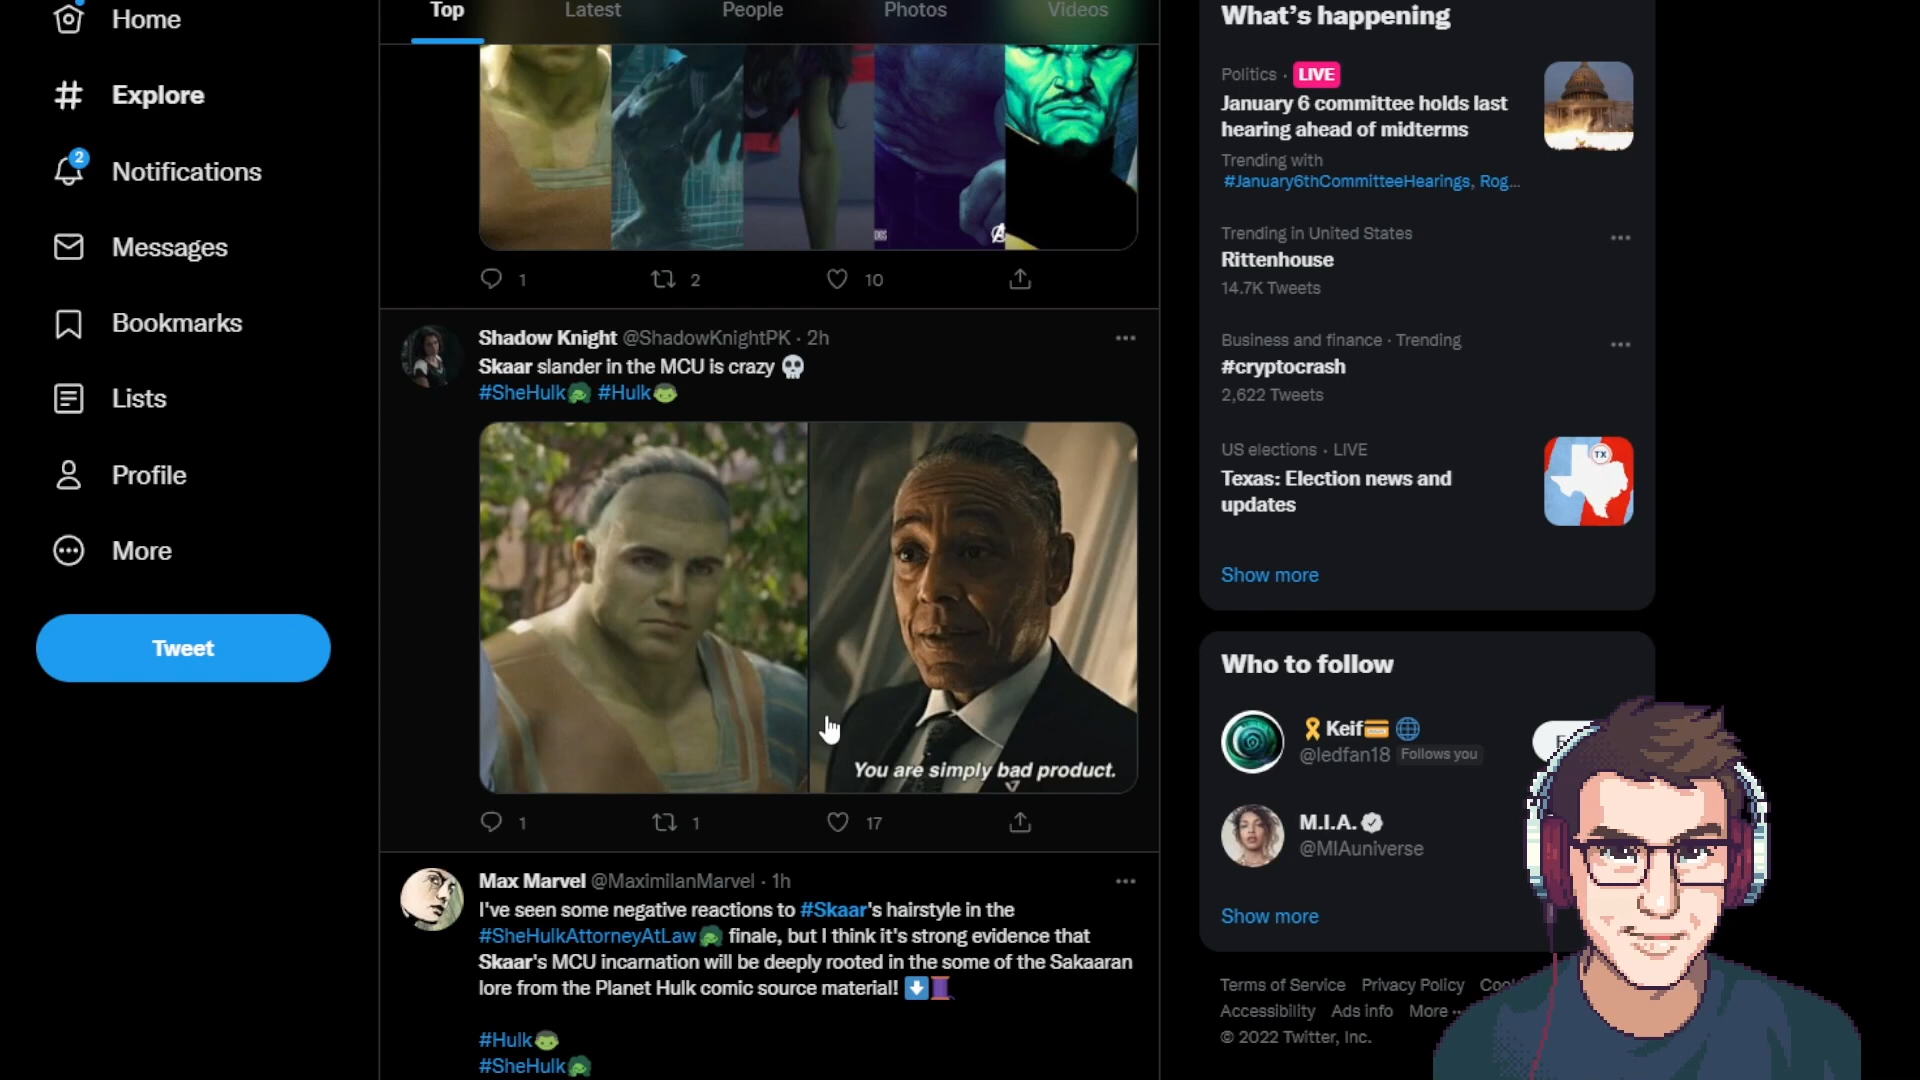 Home
Explore
2
Notifications
Messages
Bookmarks
Lists
Profile
More
Tweet
Top
Latest
People
Photos
Videos
1
2
10
Shadow Knight @ShadowKnightPK · 2h
Skaar slander in the MCU is crazy 💀
#SheHulk #Hulk
You are simply bad product.
1
1
17
Max Marvel @MaximilanMarvel · 1h
I've seen some negative reactions to #Skaar's hairstyle in the
#SheHulkAttorneyAtLaw finale, but I think it's strong evidence that
Skaar's MCU incarnation will be deeply rooted in the some of the Sakaaran
lore from the Planet Hulk comic source material! ⬇️🧵
#Hulk
#SheHulk
What's happening
Politics · LIVE
January 6 committee holds last
hearing ahead of midterms
Trending with
#January6thCommitteeHearings, Rog...
Trending in United States
Rittenhouse
14.7K Tweets
Business and finance · Trending
#cryptocrash
2,622 Tweets
US elections · LIVE
Texas: Election news and
updates
TX
Show more
Who to follow
🎗️ Keif💳 🌐
@ledfan18 Follows you
M.I.A.
@MIAuniverse
Show more
Terms of Service Privacy Policy
Accessibility Ads info More ···
© 2022 Twitter, Inc.